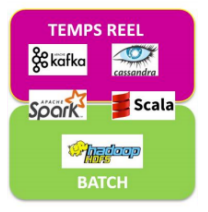 TEMPS REEL
kafka
cassandra
APACHE
Spark
Scala
hadoop
HDFS
BATCH